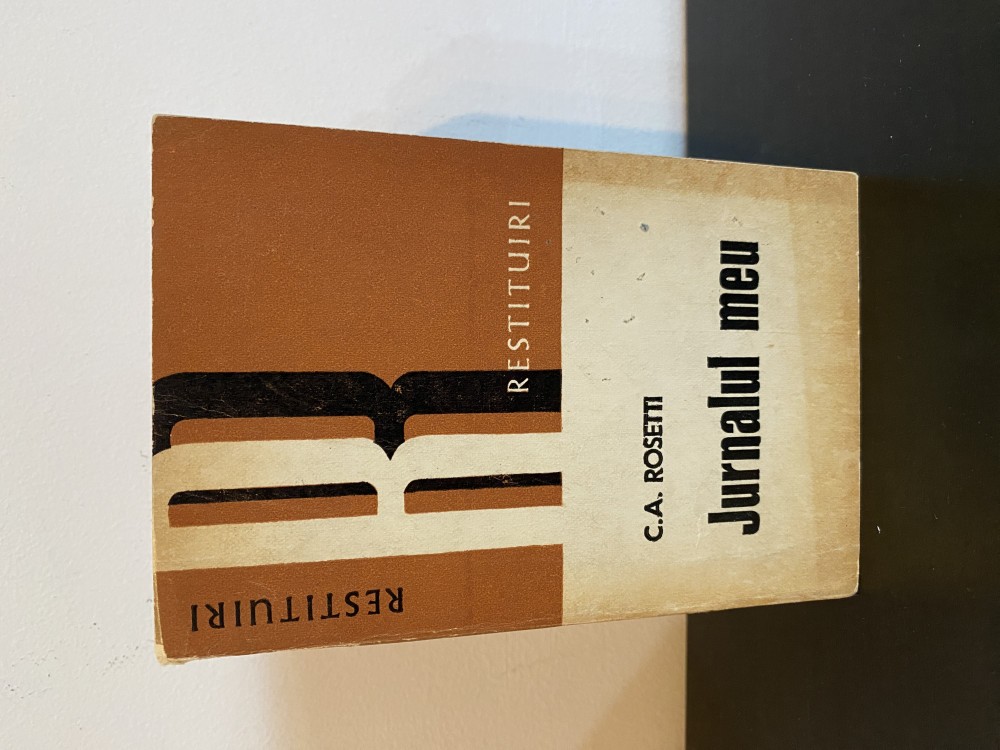 RESTITUIRI
RESTITUIRI
C.A. ROSETTI
Jurnalul meu